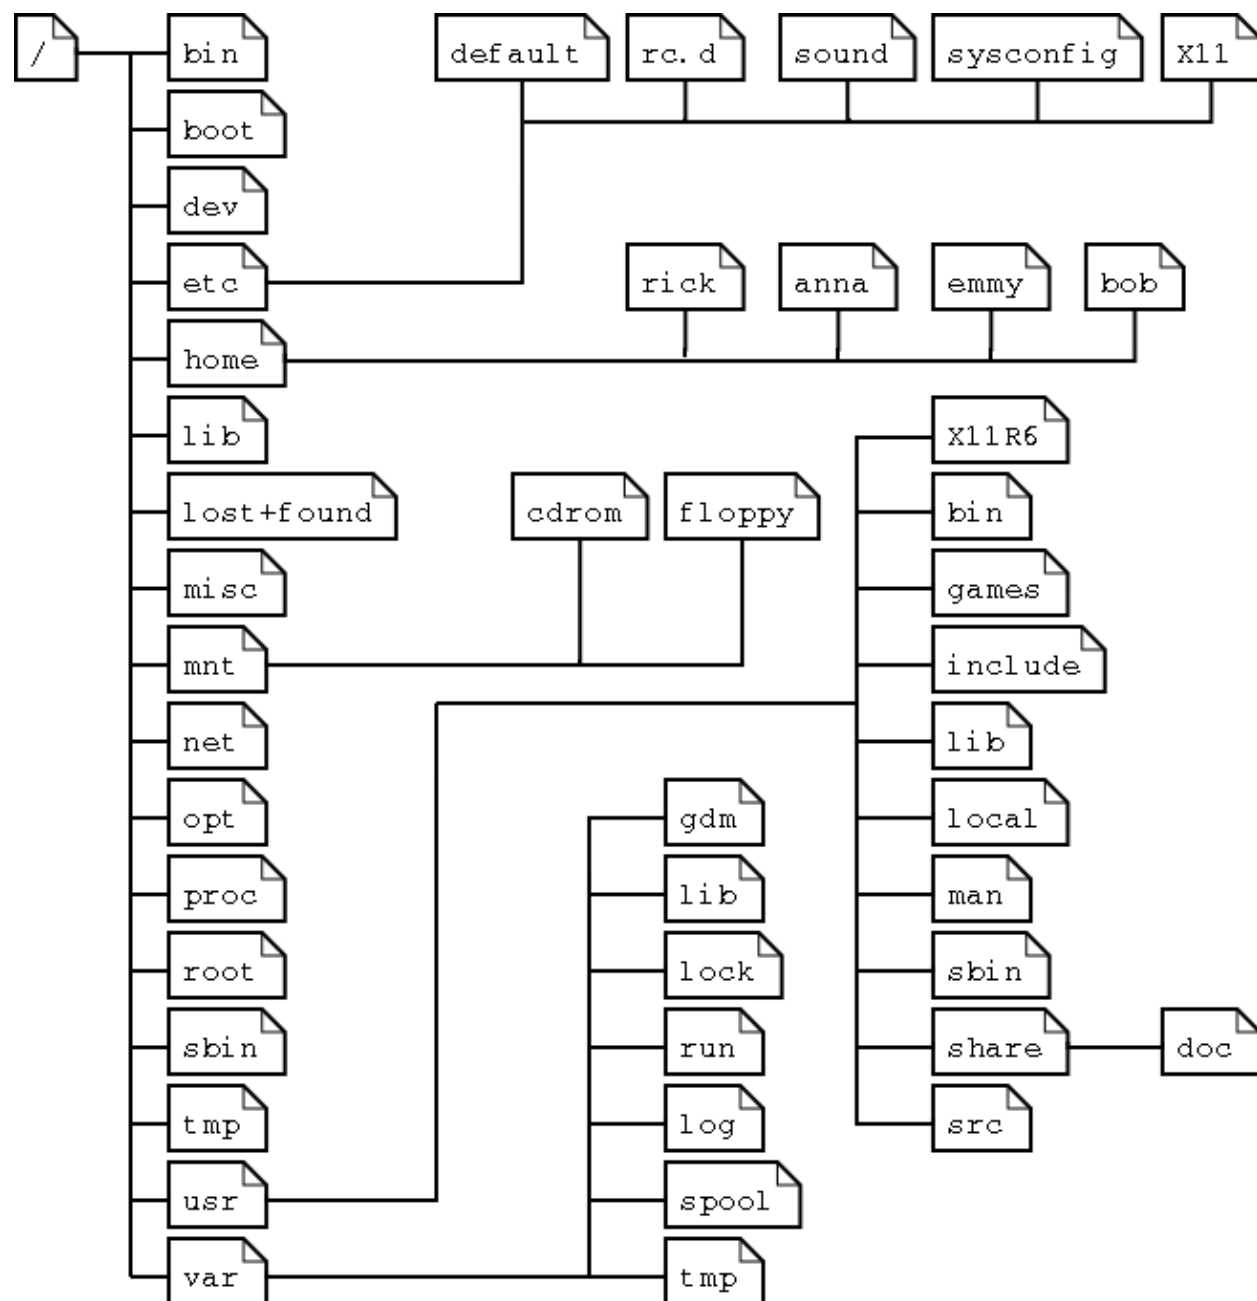 / bin default rc.d sound sysconfig X11
boot
dev
etc rick anna emmy bob
home
lib X11R6
lost+found cdrom floppy bin
misc games
mnt include
net lib
opt gdm local
proc lib man
root lock sbin
sbin run share doc
tmp log src
usr spool
var tmp